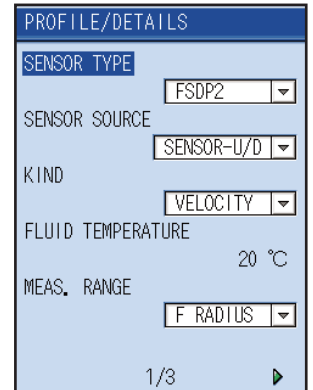 PROFILE/DETAILS
SENSOR TYPE
FSDP2
SENSOR SOURCE
SENSOR-U/D
KIND
VELOCITY
FLUID TEMPERATURE
20 ℃
MEAS. RANGE
F RADIUS
1/3